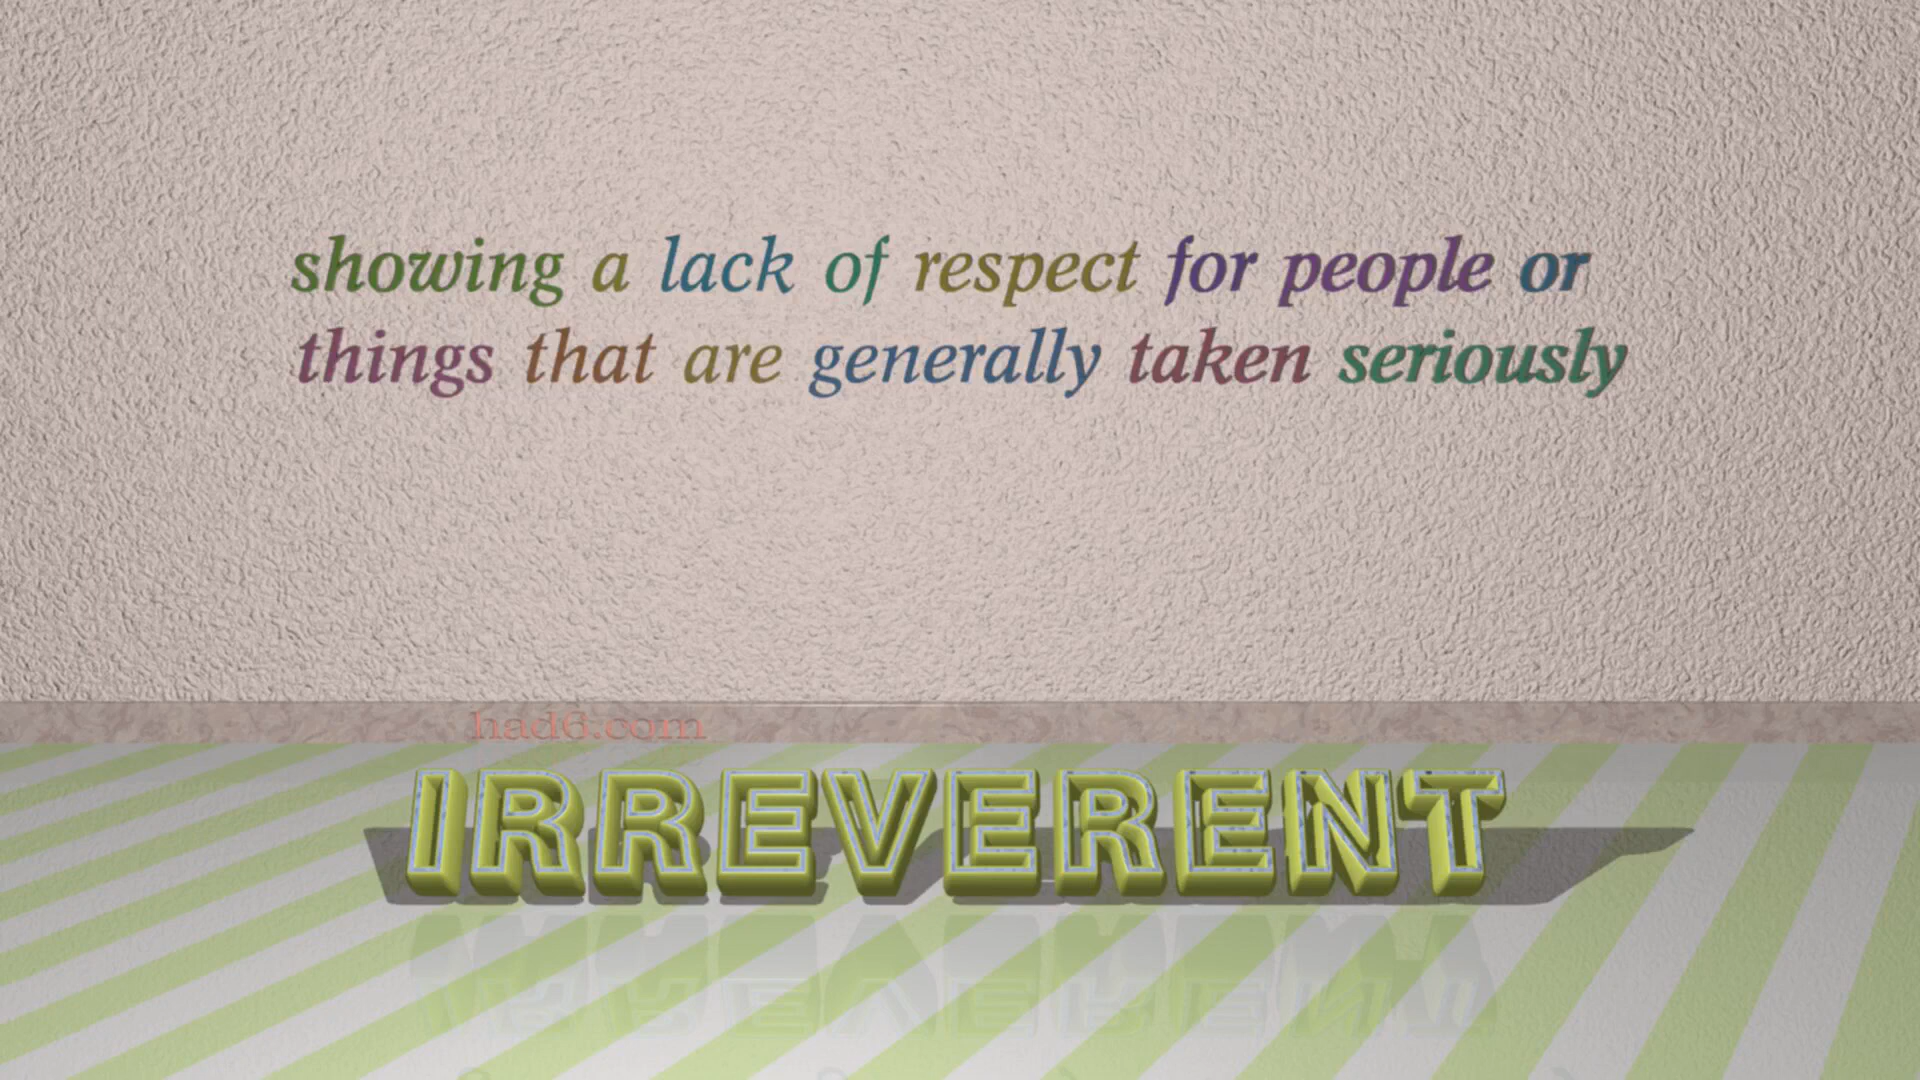 showing a lack of respect for people or
things that are generally taken seriously
had6.com
IRREVERENT